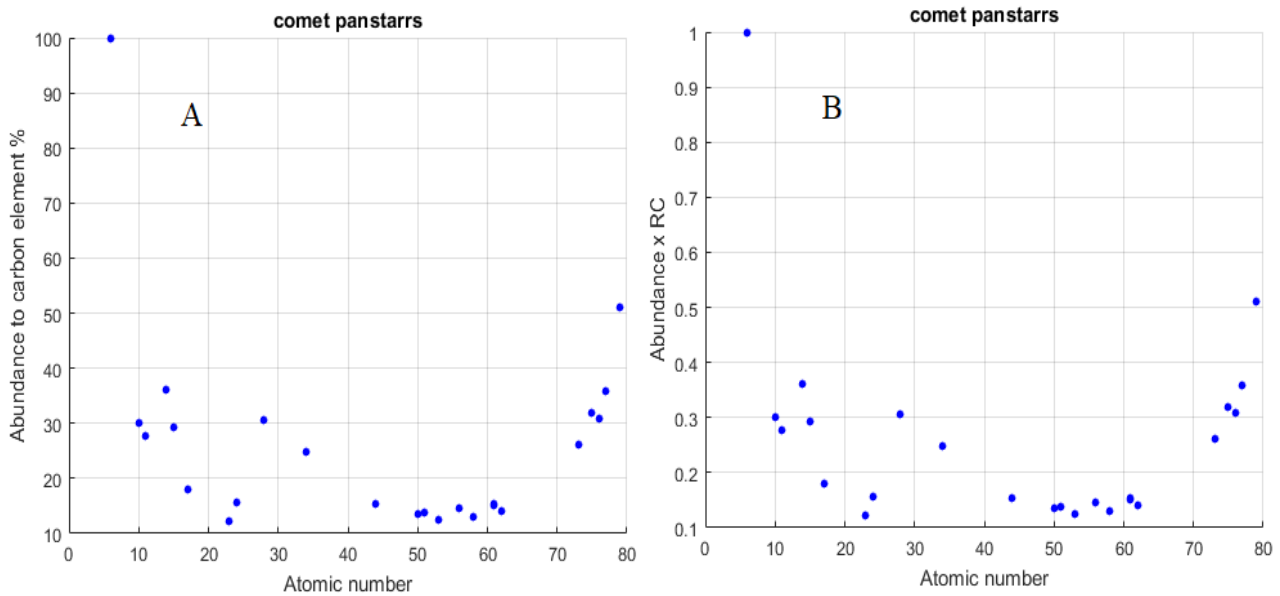 comet panstarrs
A
Abundance to carbon element %
100
90
80
70
60
50
40
30
20
10
0 10 20 30 40 50 60 70 80
Atomic number
comet panstarrs
B
Abundance x RC
1
0.9
0.8
0.7
0.6
0.5
0.4
0.3
0.2
0.1
0 10 20 30 40 50 60 70 80
Atomic number